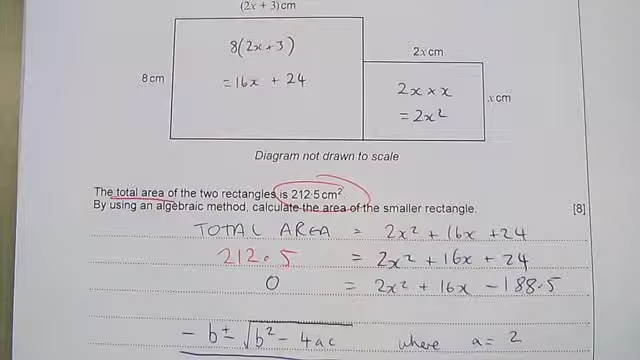 (2x + 3) cm
8(2x+3)
= 16x + 24
8 cm
2x cm
2x × x
= 2x²
x cm
Diagram not drawn to scale
The total area of the two rectangles is 212·5 cm².
By using an algebraic method, calculate the area of the smaller rectangle. [8]
TOTAL AREA = 2x² + 16x + 24
212.5 = 2x² + 16x + 24
0 = 2x² + 16x - 188.5
- b ± √b² - 4ac where a = 2